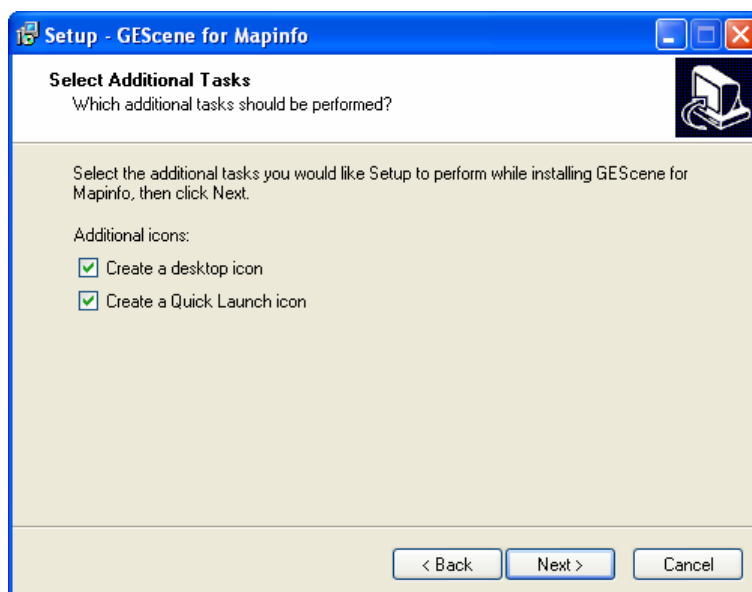 Setup - GEScene for Mapinfo
Select Additional Tasks
Which additional tasks should be performed?
Select the additional tasks you would like Setup to perform while installing GEScene for
Mapinfo, then click Next.
Additional icons:
Create a desktop icon
Create a Quick Launch icon
< Back
Next >
Cancel